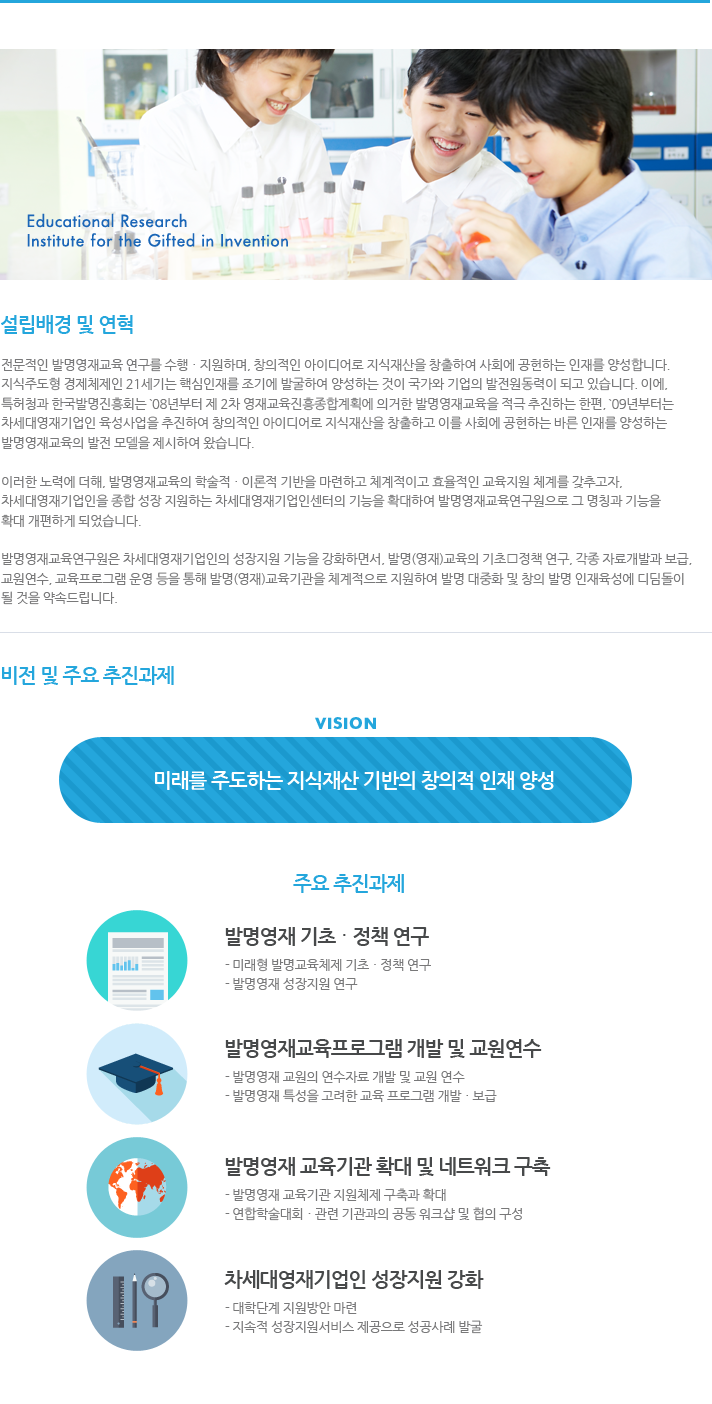 Educational Research
Institute for the Gifted in Invention
설립배경 및 연혁
전문적인 발명영재교육 연구를 수행 · 지원하며, 창의적인 아이디어로 지식재산을 창출하여 사회에 공헌하는 인재를 양성합니다.
지식주도형 경제체제인 21세기는 핵심인재를 조기에 발굴하여 양성하는 것이 국가와 기업의 발전원동력이 되고 있습니다. 이에,
특허청과 한국발명진흥회는 `08년부터 제 2차 영재교육진흥종합계획에 의거한 발명영재교육을 적극 추진하는 한편, `09년부터는
차세대영재기업인 육성사업을 추진하여 창의적인 아이디어로 지식재산을 창출하고 이를 사회에 공헌하는 바른 인재를 양성하는
발명영재교육의 발전 모델을 제시하여 왔습니다.
이러한 노력에 더해, 발명영재교육의 학술적 · 이론적 기반을 마련하고 체계적이고 효율적인 교육지원 체계를 갖추고자,
차세대영재기업인을 종합 성장 지원하는 차세대영재기업인센터의 기능을 확대하여 발명영재교육연구원으로 그 명칭과 기능을
확대 개편하게 되었습니다.
발명영재교육연구원은 차세대영재기업인의 성장지원 기능을 강화하면서, 발명(영재)교육의 기초□정책 연구, 각종 자료개발과 보급,
교원연수, 교육프로그램 운영 등을 통해 발명(영재)교육기관을 체계적으로 지원하여 발명 대중화 및 창의 발명 인재육성에 디딤돌이
될 것을 약속드립니다.
비전 및 주요 추진과제
VISION
미래를 주도하는 지식재산 기반의 창의적 인재 양성
주요 추진과제
발명영재 기초 · 정책 연구
- 미래형 발명교육체제 기초 · 정책 연구
- 발명영재 성장지원 연구
발명영재교육프로그램 개발 및 교원연수
- 발명영재 교원의 연수자료 개발 및 교원 연수
- 발명영재 특성을 고려한 교육 프로그램 개발 · 보급
발명영재 교육기관 확대 및 네트워크 구축
- 발명영재 교육기관 지원체제 구축과 확대
- 연합학술대회 · 관련 기관과의 공동 워크샵 및 협의 구성
차세대영재기업인 성장지원 강화
- 대학단계 지원방안 마련
- 지속적 성장지원서비스 제공으로 성공사례 발굴